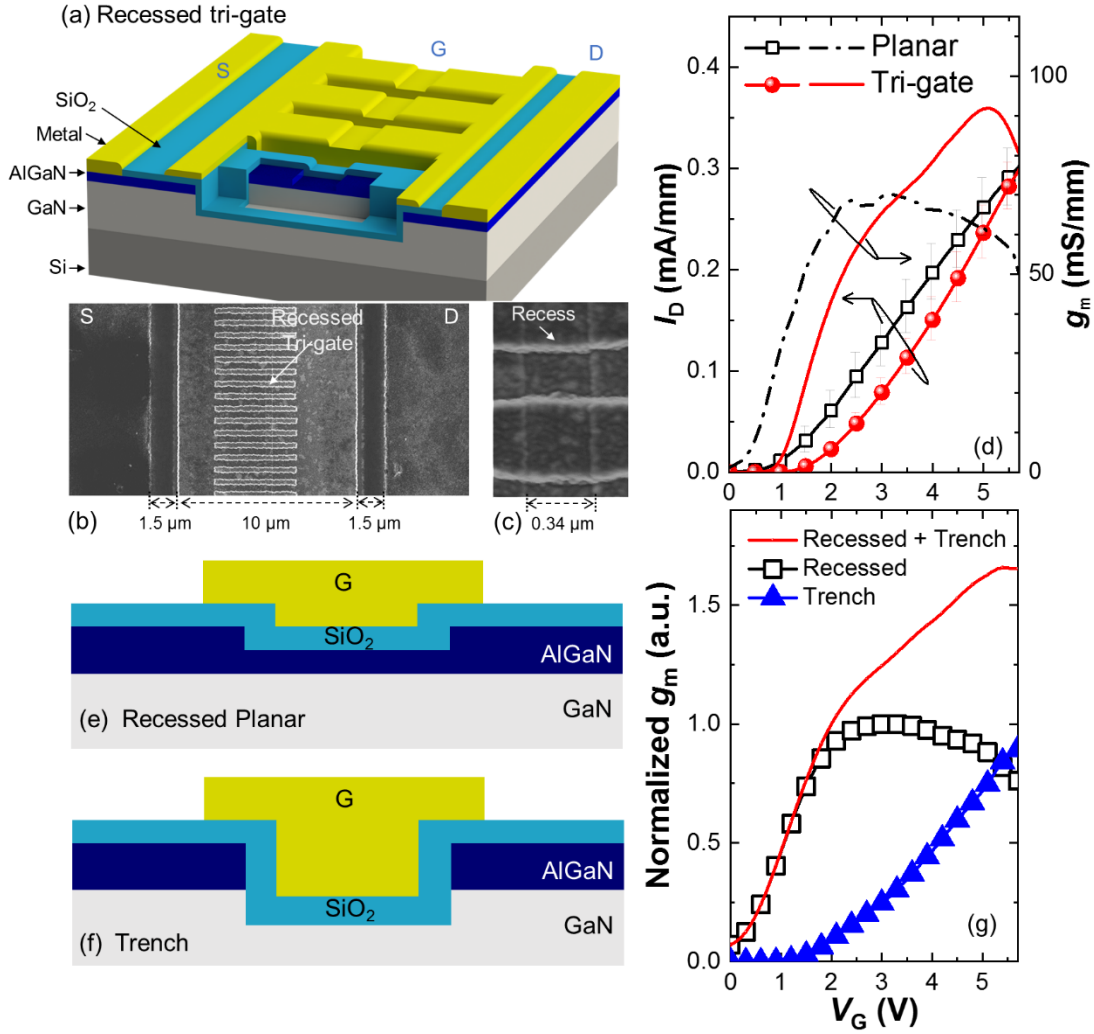 (a) Recessed tri-gate
S
G
D
SiO₂
Metal
AlGaN
GaN
Si
S
Recessed
Tri-gate
D
(b)
1.5 µm
10 µm
1.5 µm
Recess
(c)
0.34 µm
Planar
Tri-gate
0.4
0.3
0.2
0.1
0.0
I_D (mA/mm)
100
50
0
g_m (mS/mm)
0 1 2 3 4 5
(d)
G
SiO₂
AlGaN
GaN
(e) Recessed Planar
G
SiO₂
AlGaN
GaN
(f) Trench
Recessed + Trench
Recessed
Trench
1.5
1.0
0.5
0.0
Normalized g_m (a.u.)
(g)
0 1 2 3 4 5
V_G (V)